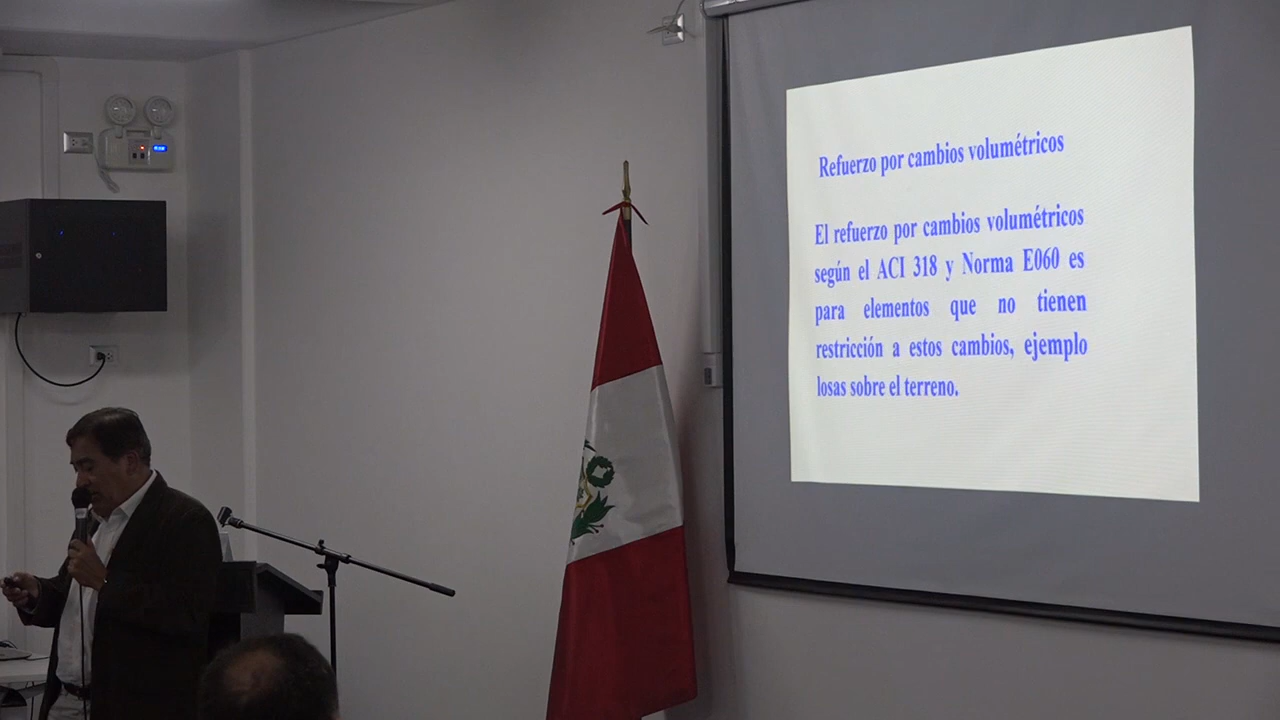 Refuerzo por cambios volumétricos
El refuerzo por cambios volumétricos
según el ACI 318 y Norma E060 es
para elementos que no tienen
restricción a estos cambios, ejemplo
losas sobre el terreno.